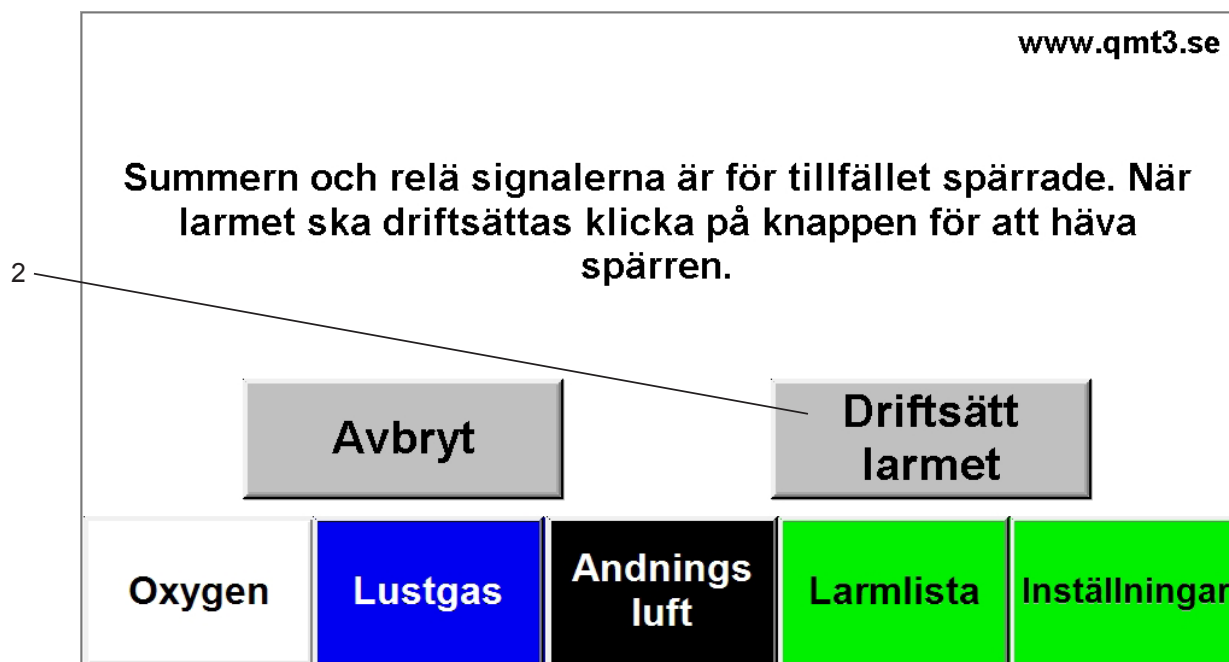 www.qmt3.se
Summern och relä signalerna är för tillfället spärrade. När
larmet ska driftsättas klicka på knappen för att häva
spärren.
2
Avbryt
Driftsätt
larmet
Oxygen
Lustgas
Andnings
luft
Larmlista
Inställningar